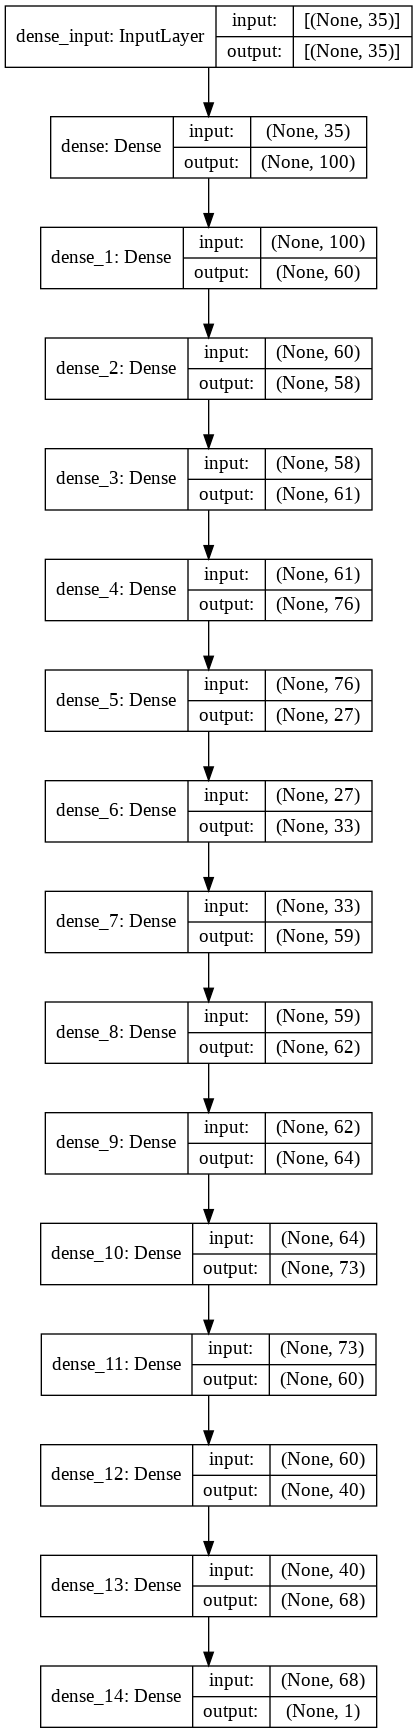 dense_input: InputLayer
input: [(None, 35)]
output: [(None, 35)]
dense: Dense
input: (None, 35)
output: (None, 100)
dense_1: Dense
input: (None, 100)
output: (None, 60)
dense_2: Dense
input: (None, 60)
output: (None, 58)
dense_3: Dense
input: (None, 58)
output: (None, 61)
dense_4: Dense
input: (None, 61)
output: (None, 76)
dense_5: Dense
input: (None, 76)
output: (None, 27)
dense_6: Dense
input: (None, 27)
output: (None, 33)
dense_7: Dense
input: (None, 33)
output: (None, 59)
dense_8: Dense
input: (None, 59)
output: (None, 62)
dense_9: Dense
input: (None, 62)
output: (None, 64)
dense_10: Dense
input: (None, 64)
output: (None, 73)
dense_11: Dense
input: (None, 73)
output: (None, 60)
dense_12: Dense
input: (None, 60)
output: (None, 40)
dense_13: Dense
input: (None, 40)
output: (None, 68)
dense_14: Dense
input: (None, 68)
output: (None, 1)